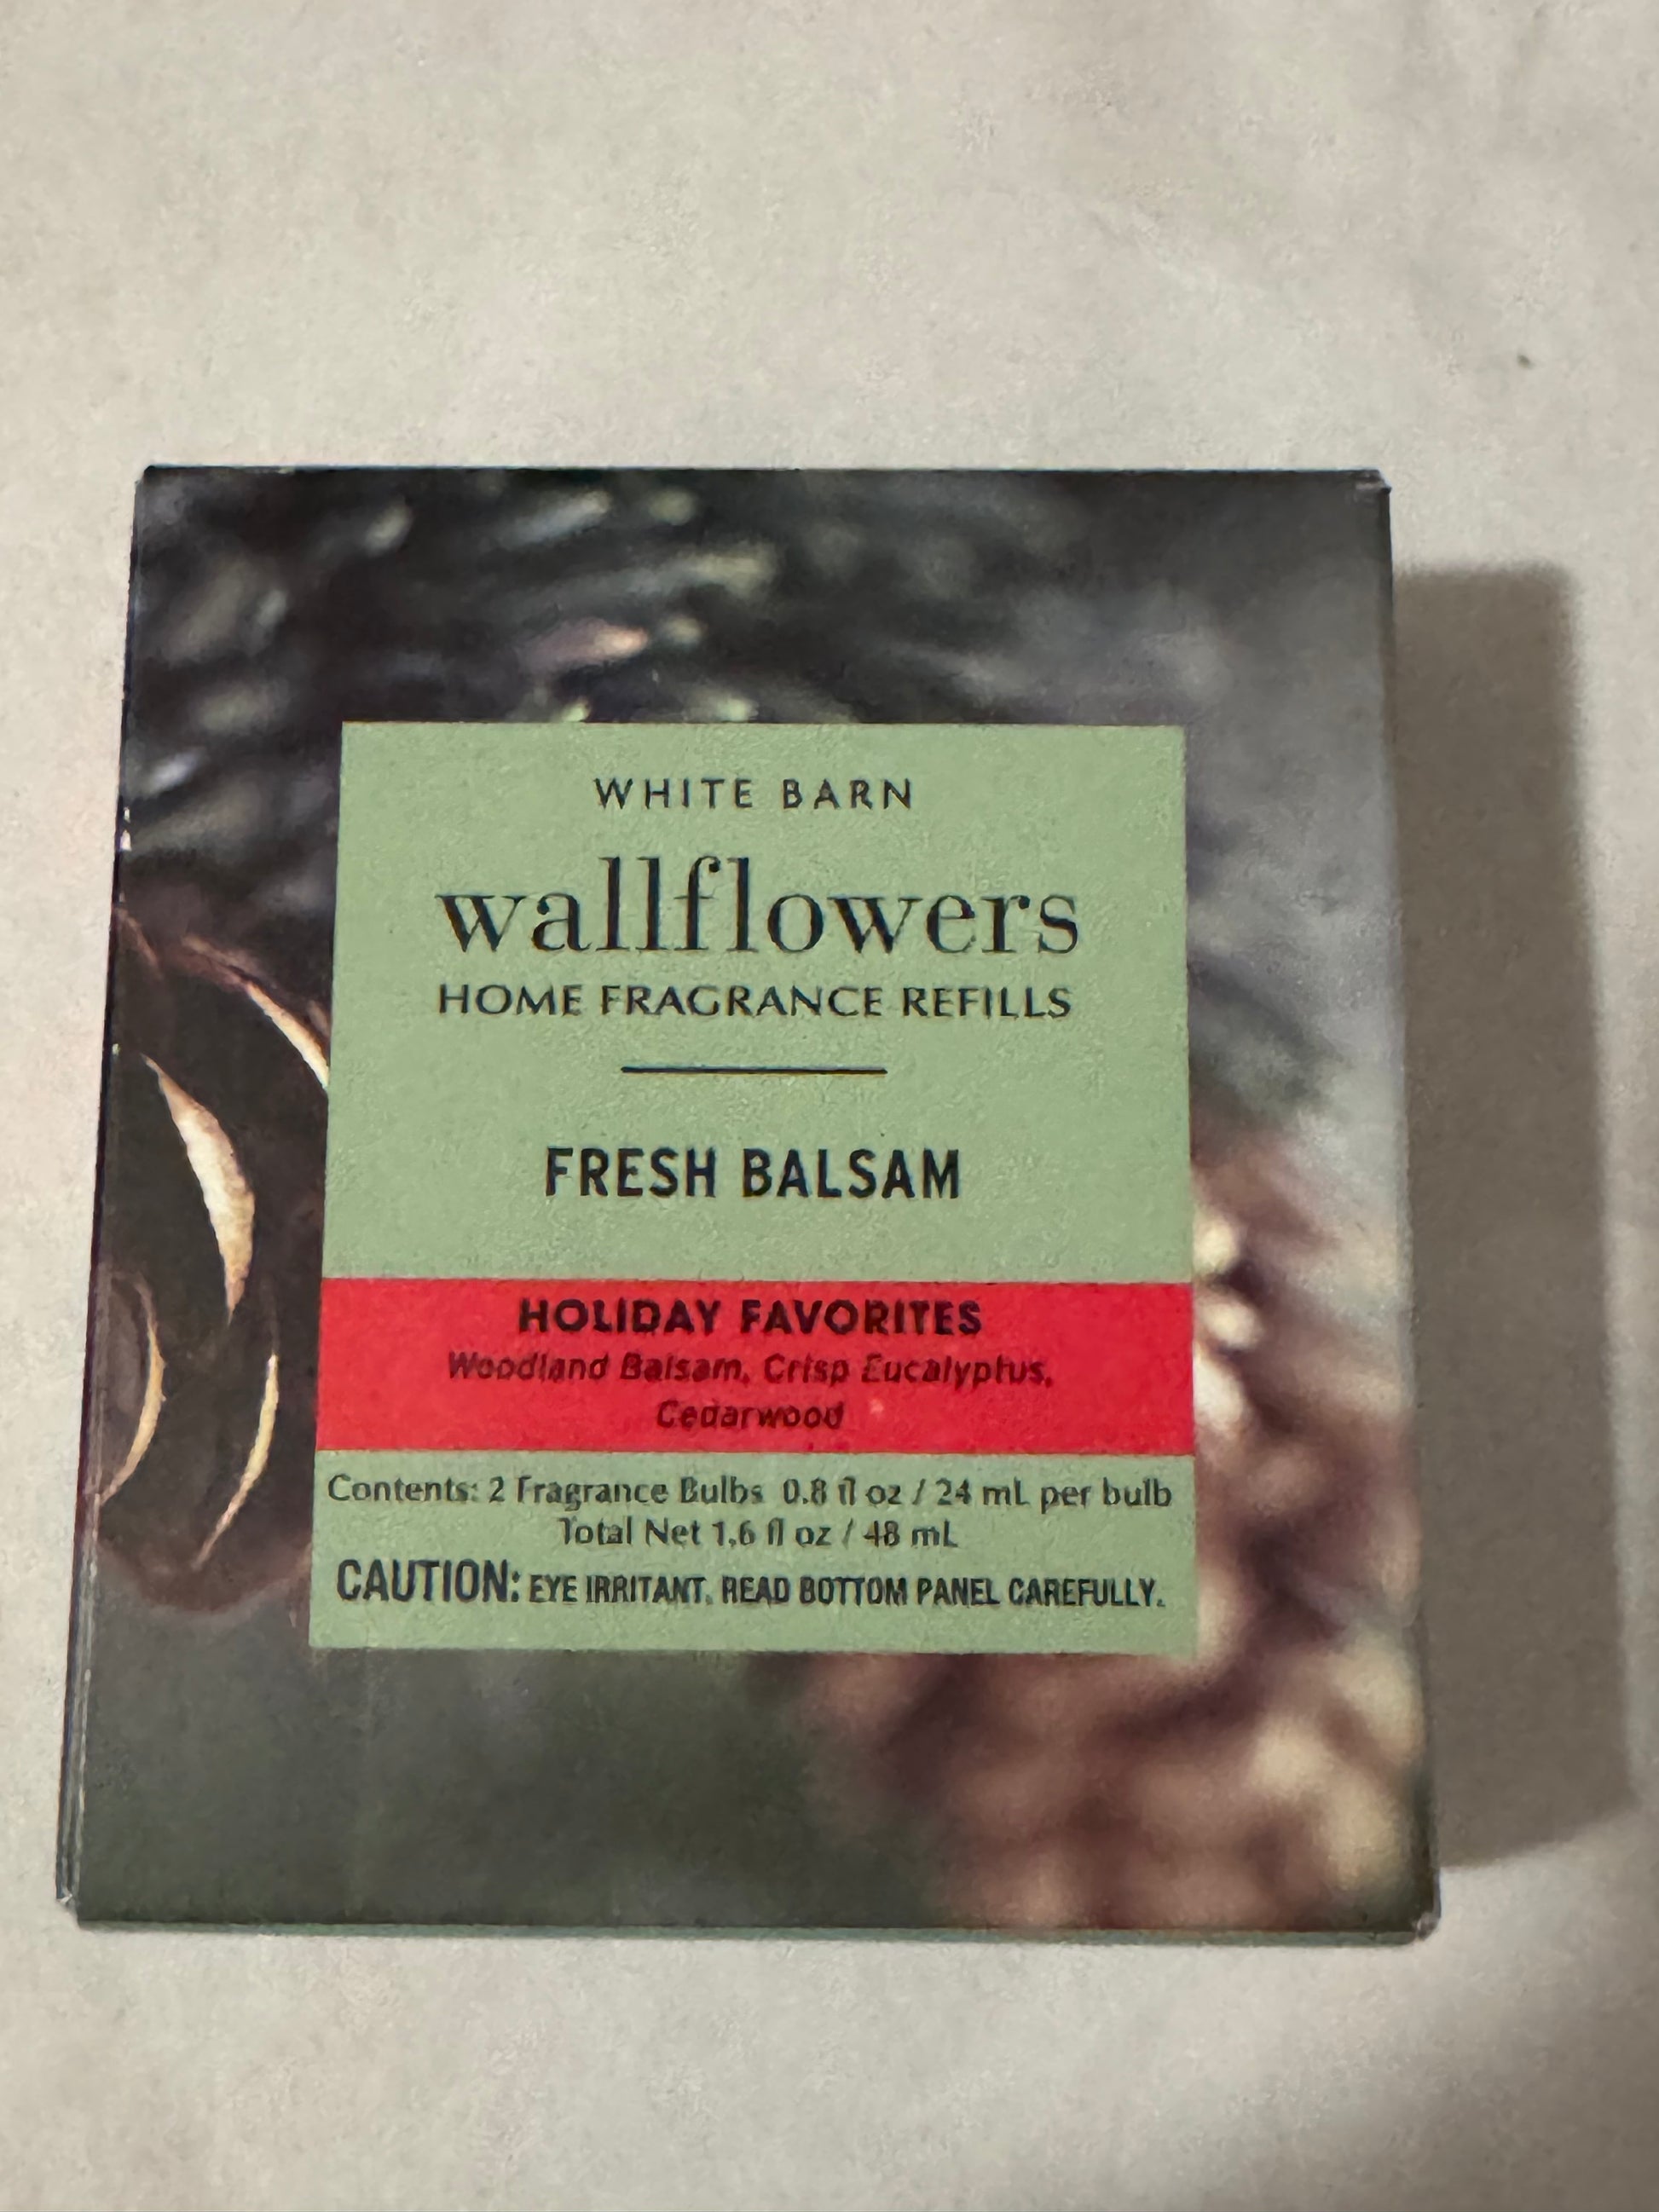 WHITE BARN
wallflowers
HOME FRAGRANCE REFILLS
FRESH BALSAM
HOLIDAY FAVORITES
Woodland Balsam, Crisp Eucalyptus,
Cedarwood
Contents: 2 Fragrance Bulbs 0.8 fl oz / 24 mL per bulb
Total Net 1.6 fl oz / 48 mL
CAUTION: EYE IRRITANT. READ BOTTOM PANEL CAREFULLY.